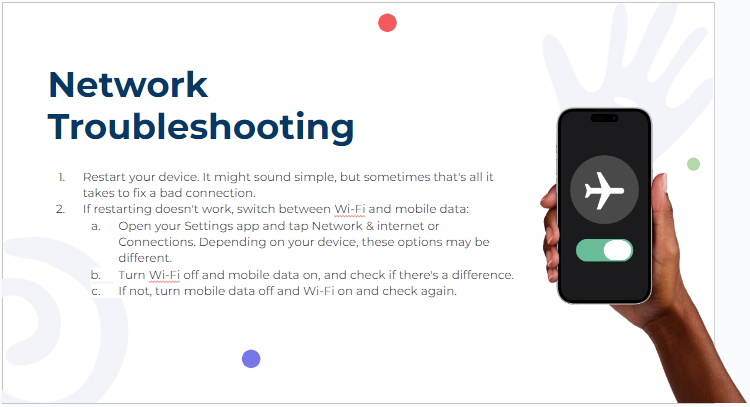 Network
Troubleshooting
1. Restart your device. It might sound simple, but sometimes that's all it
takes to fix a bad connection.
2. If restarting doesn't work, switch between Wi-Fi and mobile data:
a. Open your Settings app and tap Network & internet or
Connections. Depending on your device, these options may be
different.
b. Turn Wi-Fi off and mobile data on, and check if there's a difference.
c. If not, turn mobile data off and Wi-Fi on and check again.